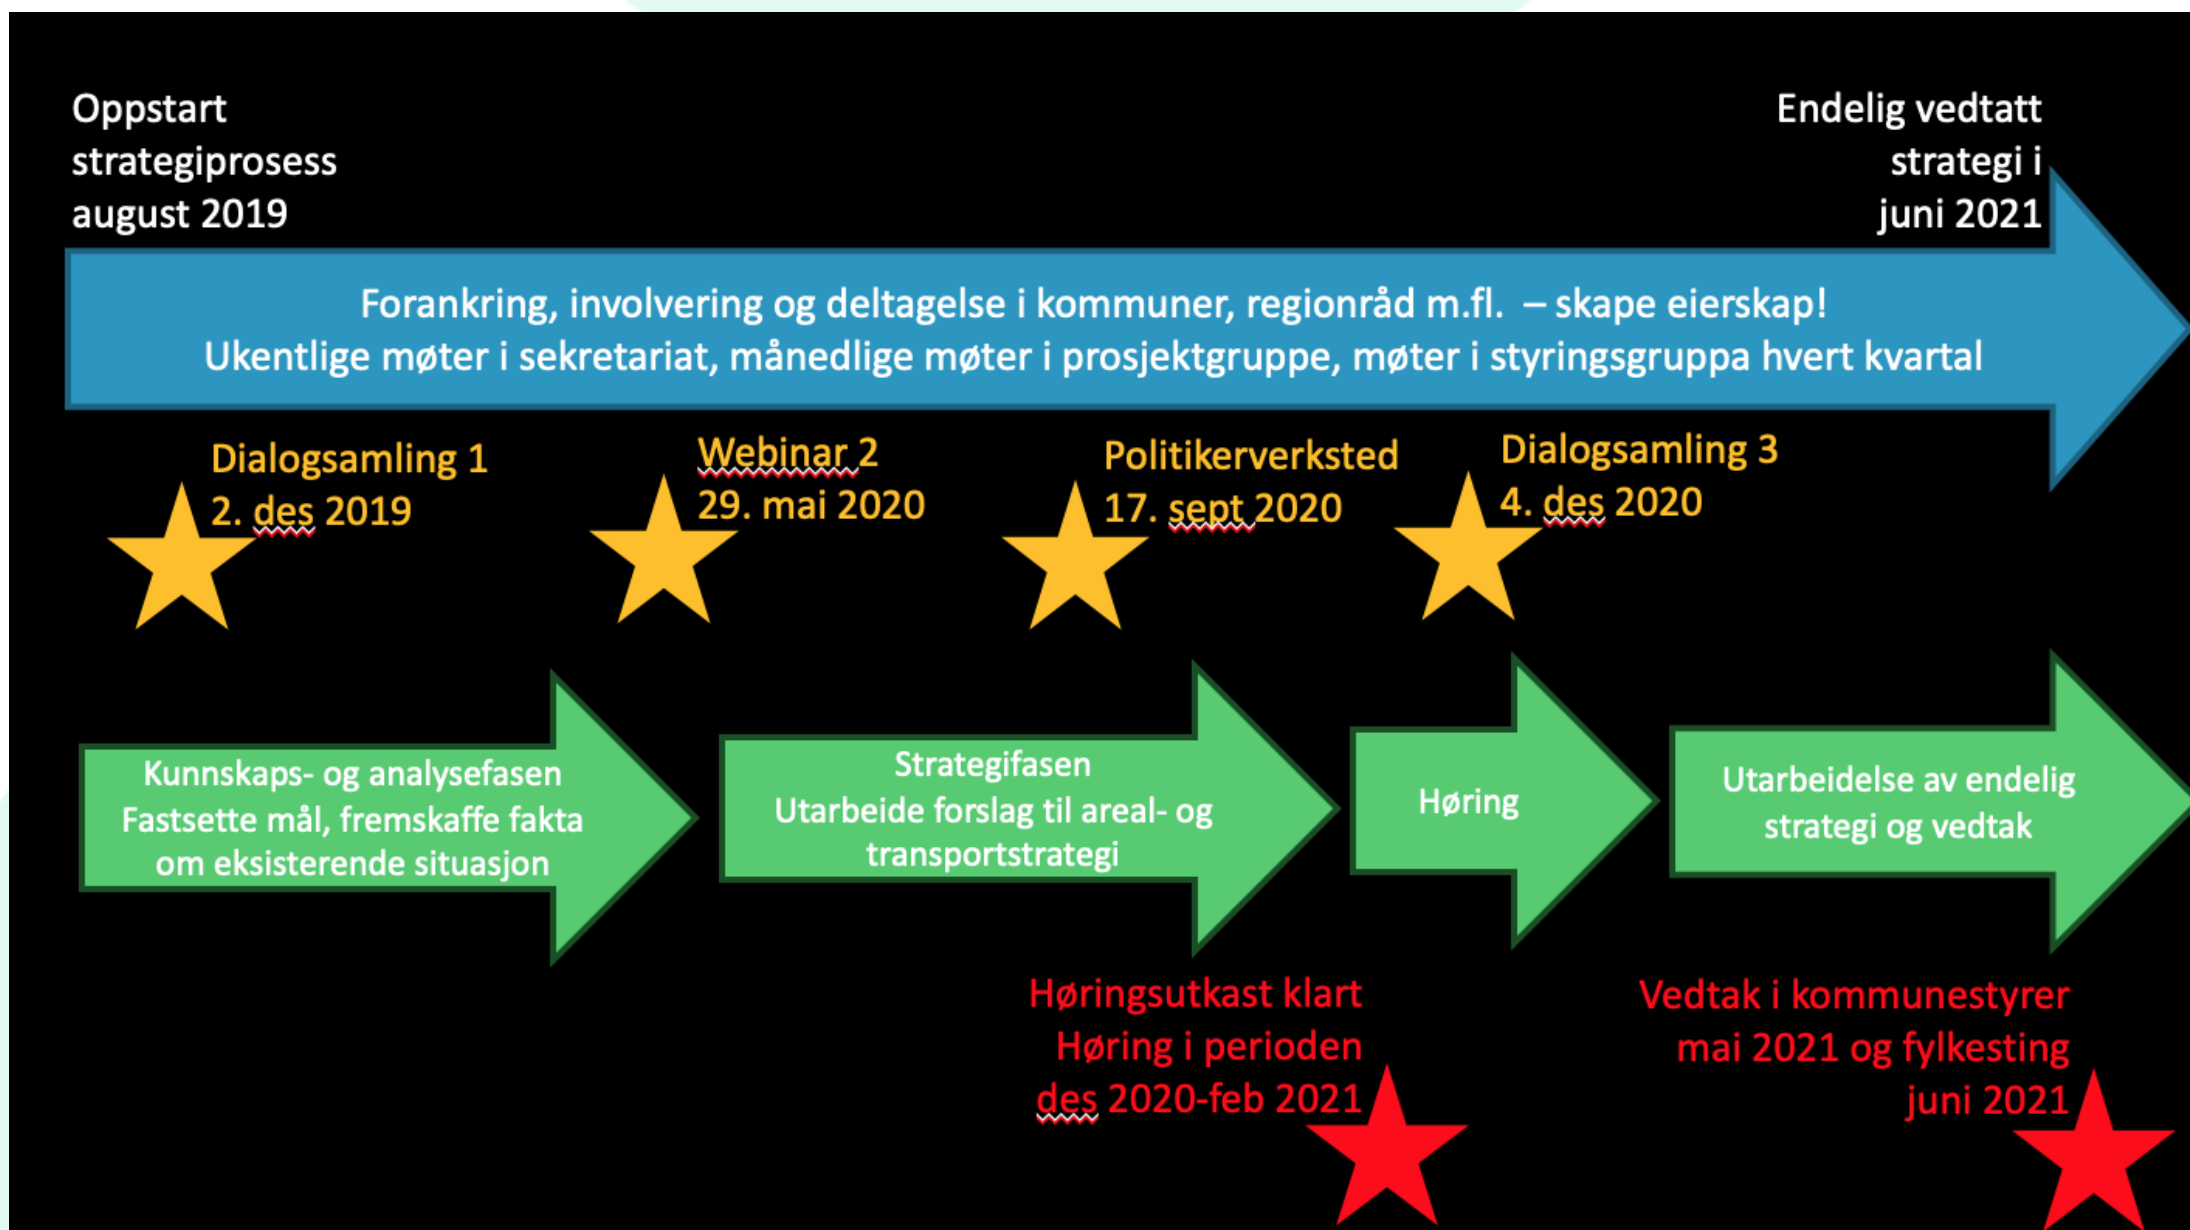 Oppstart
strategiprosess
august 2019
Endelig vedtatt
strategi i
juni 2021
Forankring, involvering og deltagelse i kommuner, regionråd m.fl.  – skape eierskap!
Ukentlige møter i sekretariat, månedlige møter i prosjektgruppe, møter i styringsgruppa hvert kvartal
Dialogsamling 1
2. des 2019
Webinar 2
29. mai 2020
Politikerverksted
17. sept 2020
Dialogsamling 3
4. des 2020
Kunnskaps- og analysefasen
Fastsette mål, fremskaffe fakta
om eksisterende situasjon
Strategifasen
Utarbeide forslag til areal- og
transportstrategi
Høring
Utarbeidelse av endelig
strategi og vedtak
Høringsutkast klart
Høring i perioden
des 2020-feb 2021
Vedtak i kommunestyrer
mai 2021 og fylkesting
juni 2021